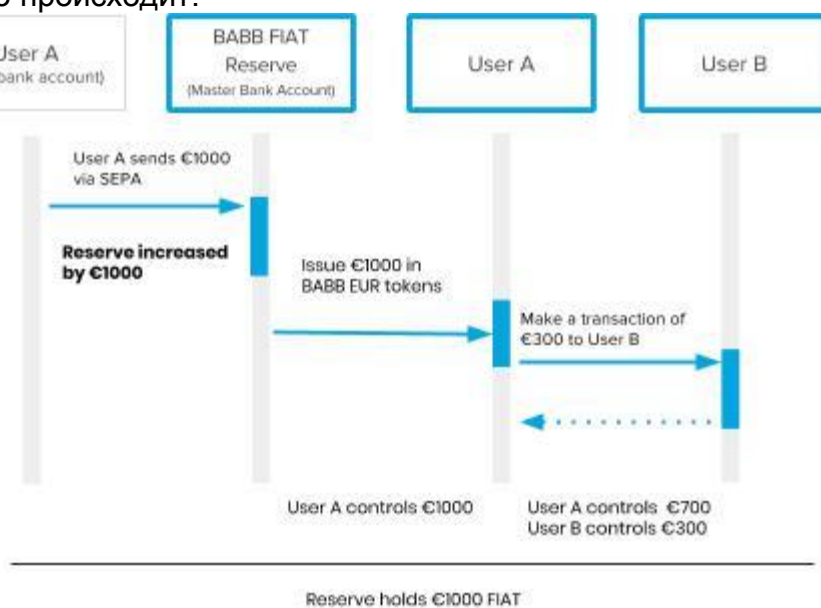 происходит:
User A
bank account)
BABB FIAT
Reserve
(Master Bank Account)
User A
User B
User A sends €1000
via SEPA
Reserve increased
by €1000
Issue €1000 in
BABB EUR tokens
Make a transaction of
€300 to User B
User A controls €1000
User A controls €700
User B controls €300
Reserve holds €1000 FIAT